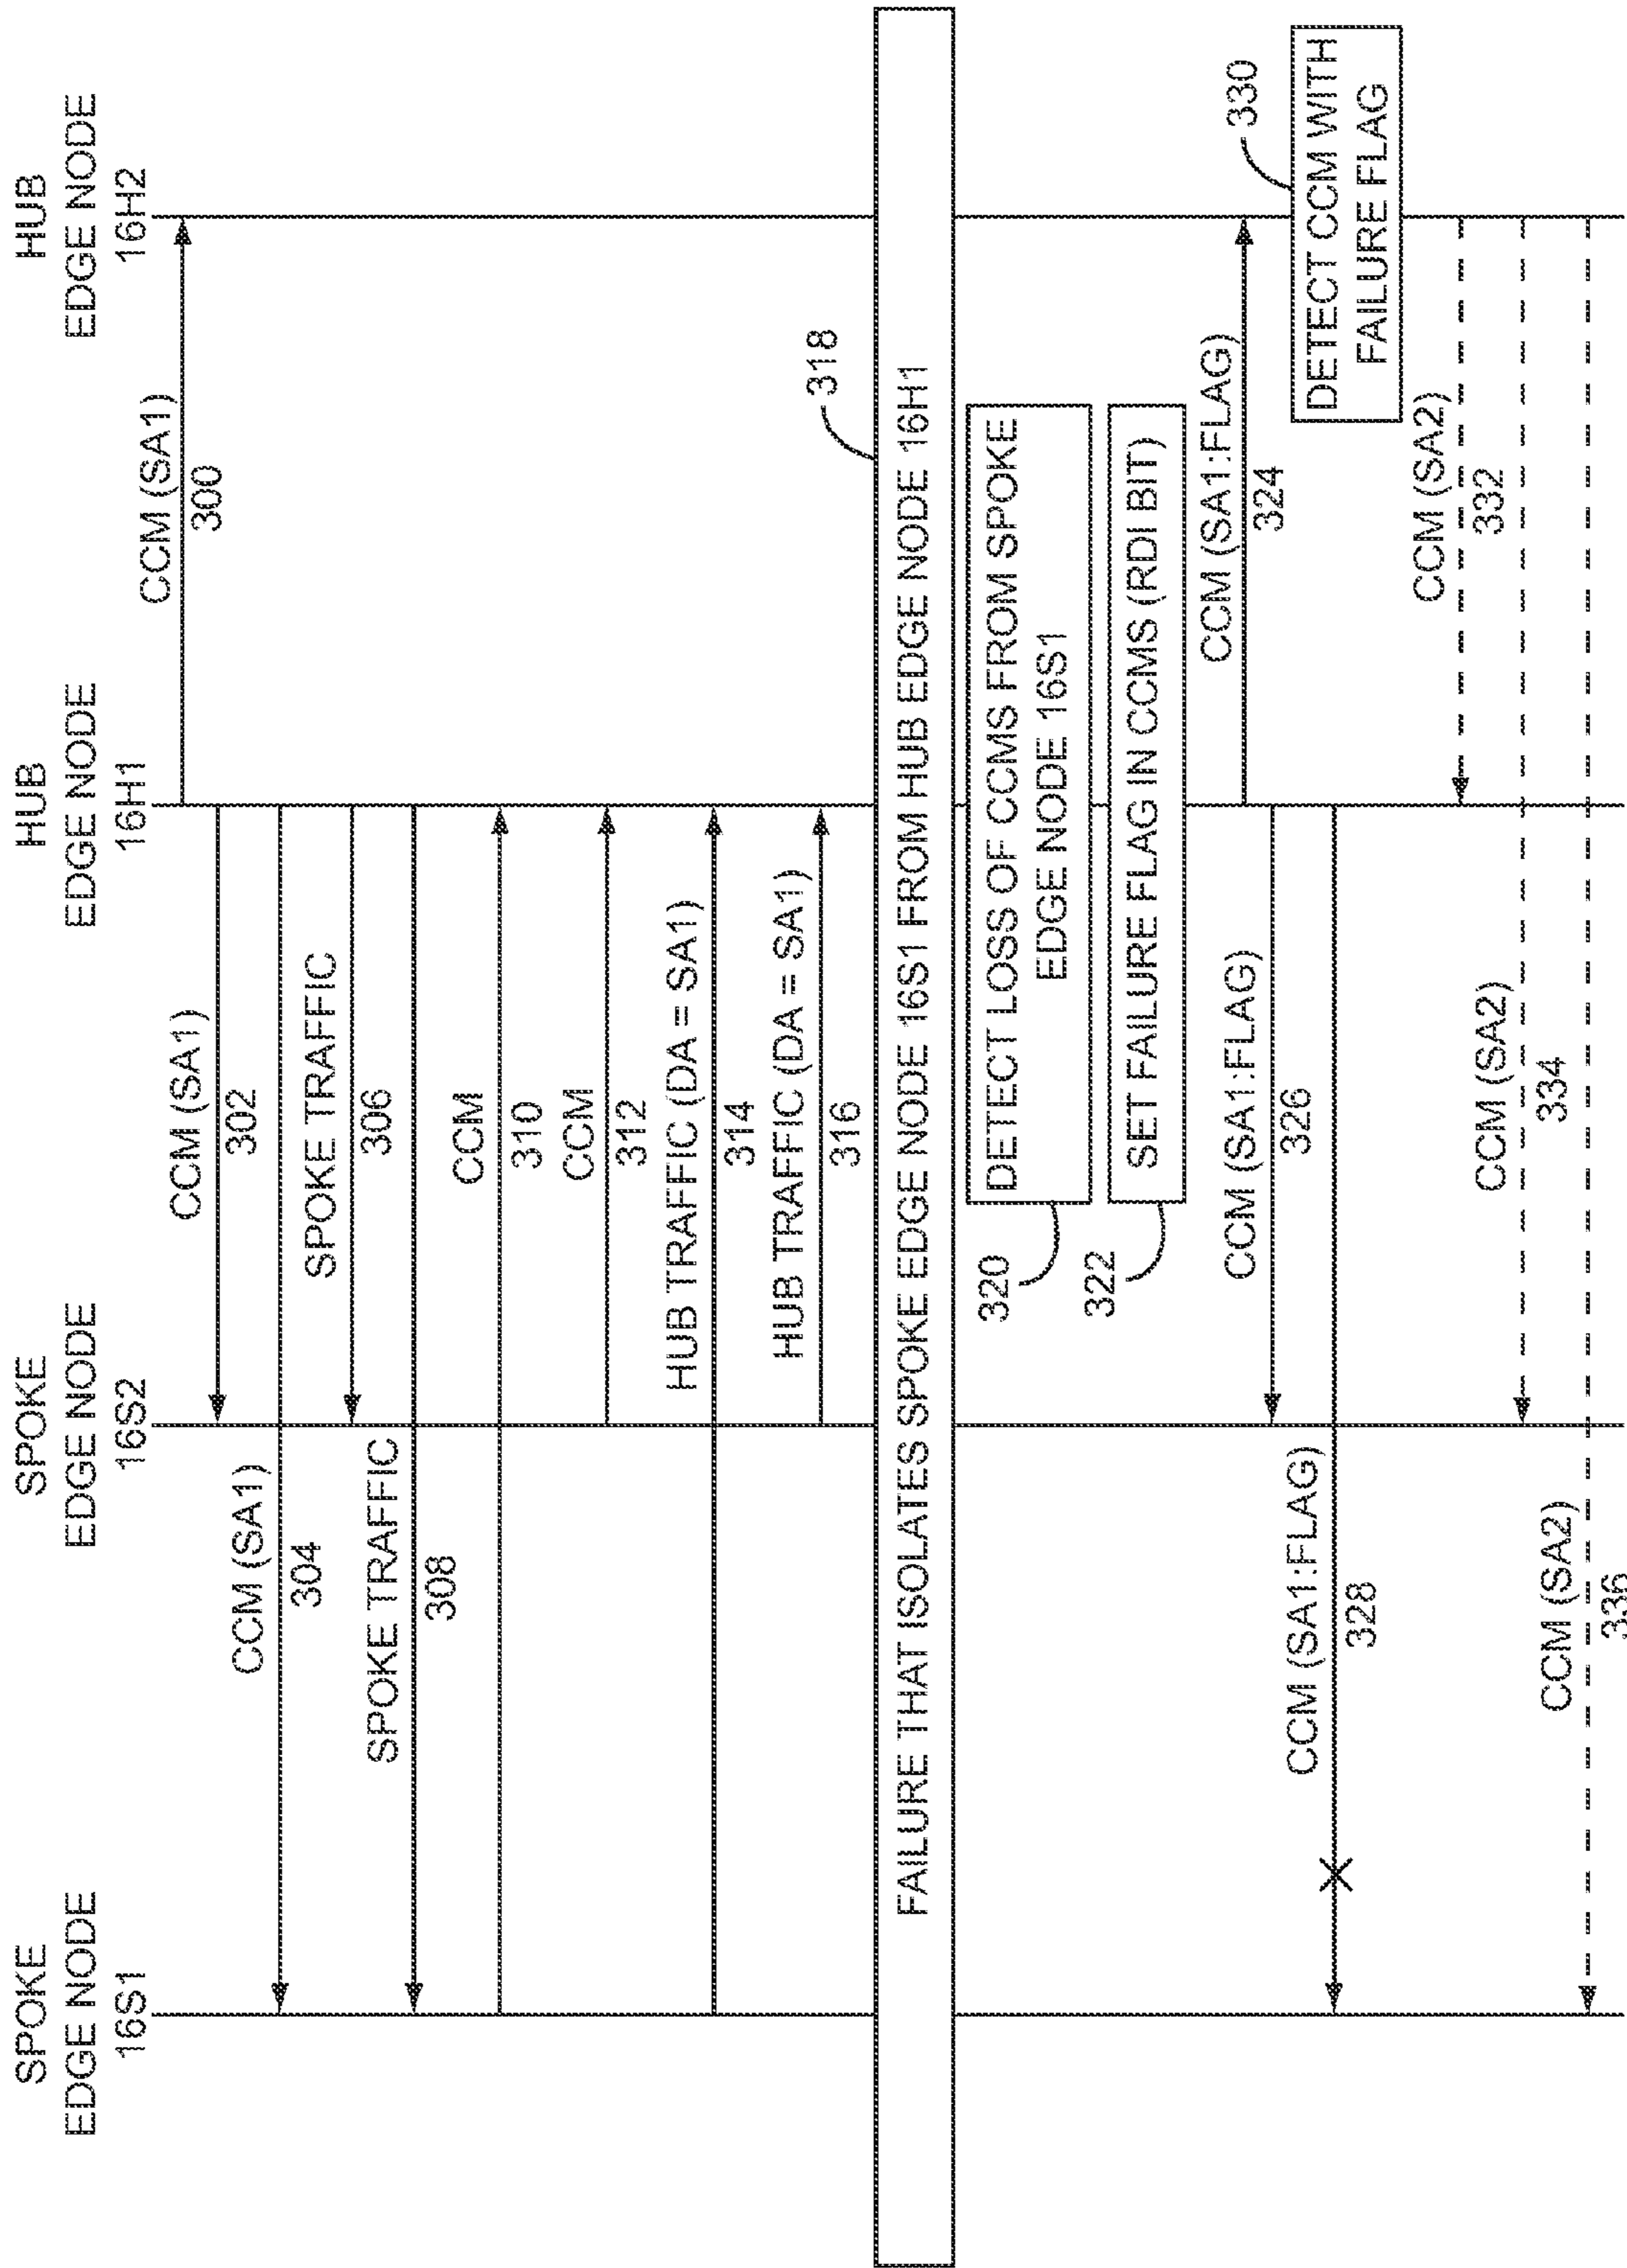 SPOKE
EDGE NODE
16S1
SPOKE
EDGE NODE
16S2
HUB
EDGE NODE
16H1
HUB
EDGE NODE
16H2
CCM (SA1)
300
CCM (SA1)
302
CCM (SA1)
304
SPOKE TRAFFIC
306
SPOKE TRAFFIC
308
CCM
310
CCM
312
HUB TRAFFIC (DA = SA1)
314
HUB TRAFFIC (DA = SA1)
316
318
FAILURE THAT ISOLATES SPOKE EDGE NODE 16S1 FROM HUB EDGE NODE 16H1
DETECT LOSS OF CCMS FROM SPOKE
EDGE NODE 16S1
320
SET FAILURE FLAG IN CCMS (RDI BIT)
322
CCM (SA1:FLAG)
324
CCM (SA1:FLAG)
326
CCM (SA1:FLAG)
328
330
DETECT CCM WITH
FAILURE FLAG
CCM (SA2)
332
CCM (SA2)
334
CCM (SA2)
336